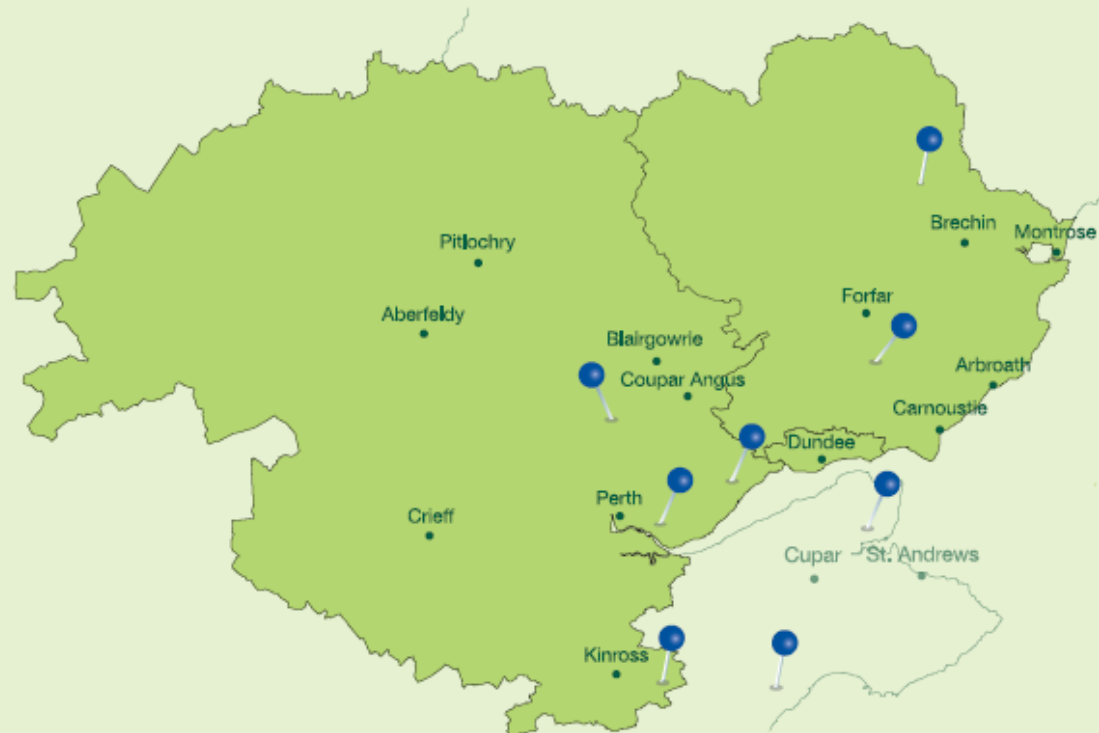 Brechin
Montrose
Pitlochry
Forfar
Aberfeldy
Blairgowrie
Arbroath
Coupar Angus
Carnoustie
Dundee
Perth
Crieff
Cupar
St. Andrews
Kinross